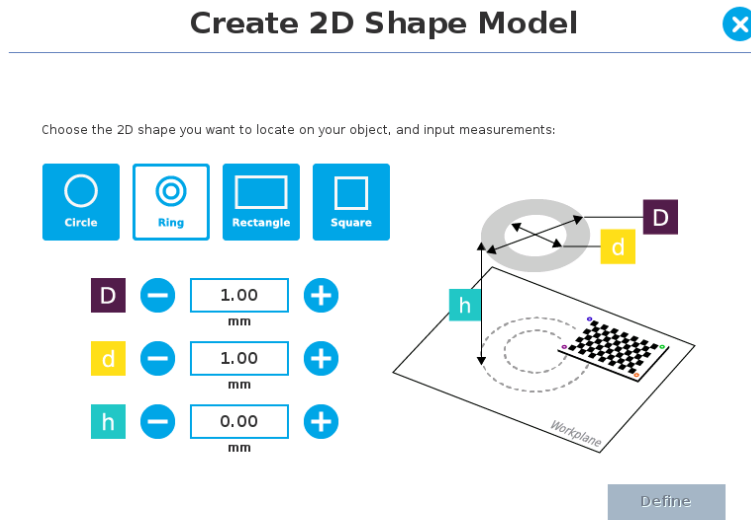 Create 2D Shape Model
Choose the 2D shape you want to locate on your object, and input measurements:
Circle
Ring
Rectangle
Square
D
1.00
mm
d
1.00
mm
h
0.00
mm
D
d
h
Workplane
Define